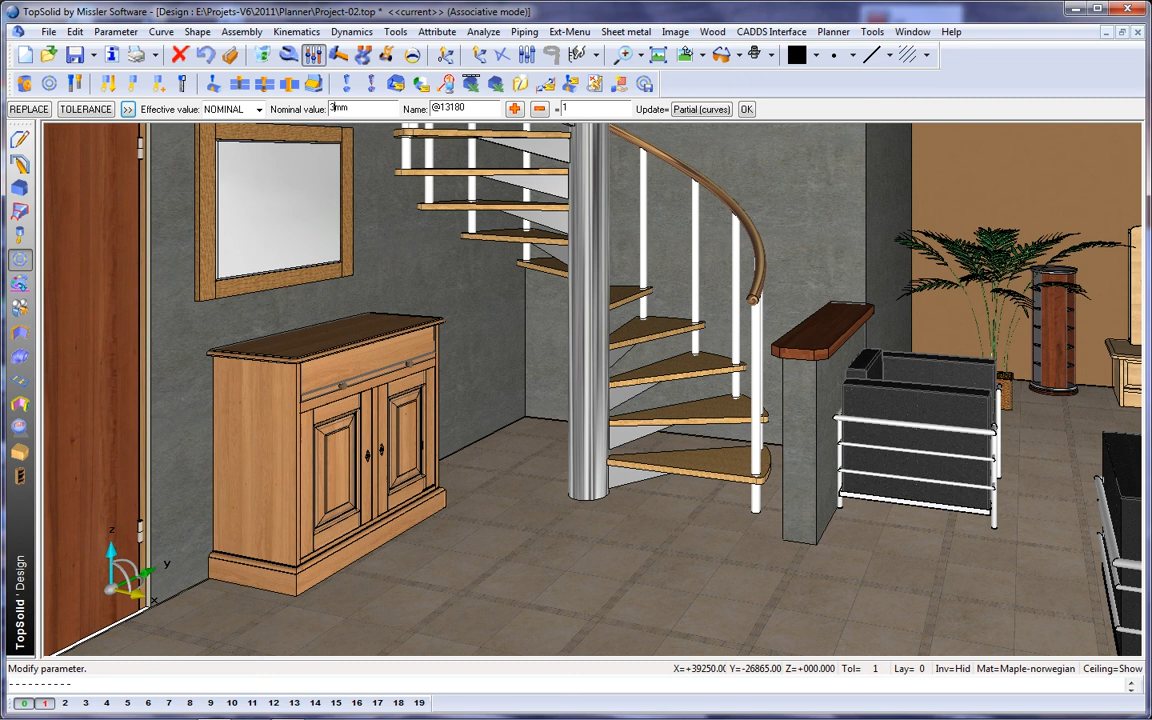 TopSolid by Missler Software - [Design : E:\Projets-V6\2011\Planner\Project-02.top *  <<current>> (Associative mode)]
File Edit Parameter Curve Shape Assembly Kinematics Dynamics Tools Attribute Analyze Piping Ext-Menu Sheet metal Image Wood CADDS Interface Planner Tools Window Help
REPLACE TOLERANCE >> Effective value: NOMINAL Nominal value: 3mm Name: @13180 = 1 Update= Partial (curves) OK
z
y
x
TopSolid'Design
Modify parameter. X=+39250.00 Y=-26865.00 Z=+000.000 Tol= 1 Lay= 0 Inv=Hid Mat=Maple-norwegian Ceiling=Show
----------
0 1 2 3 4 5 6 7 8 9 10 11 12 13 14 15 16 17 18 19